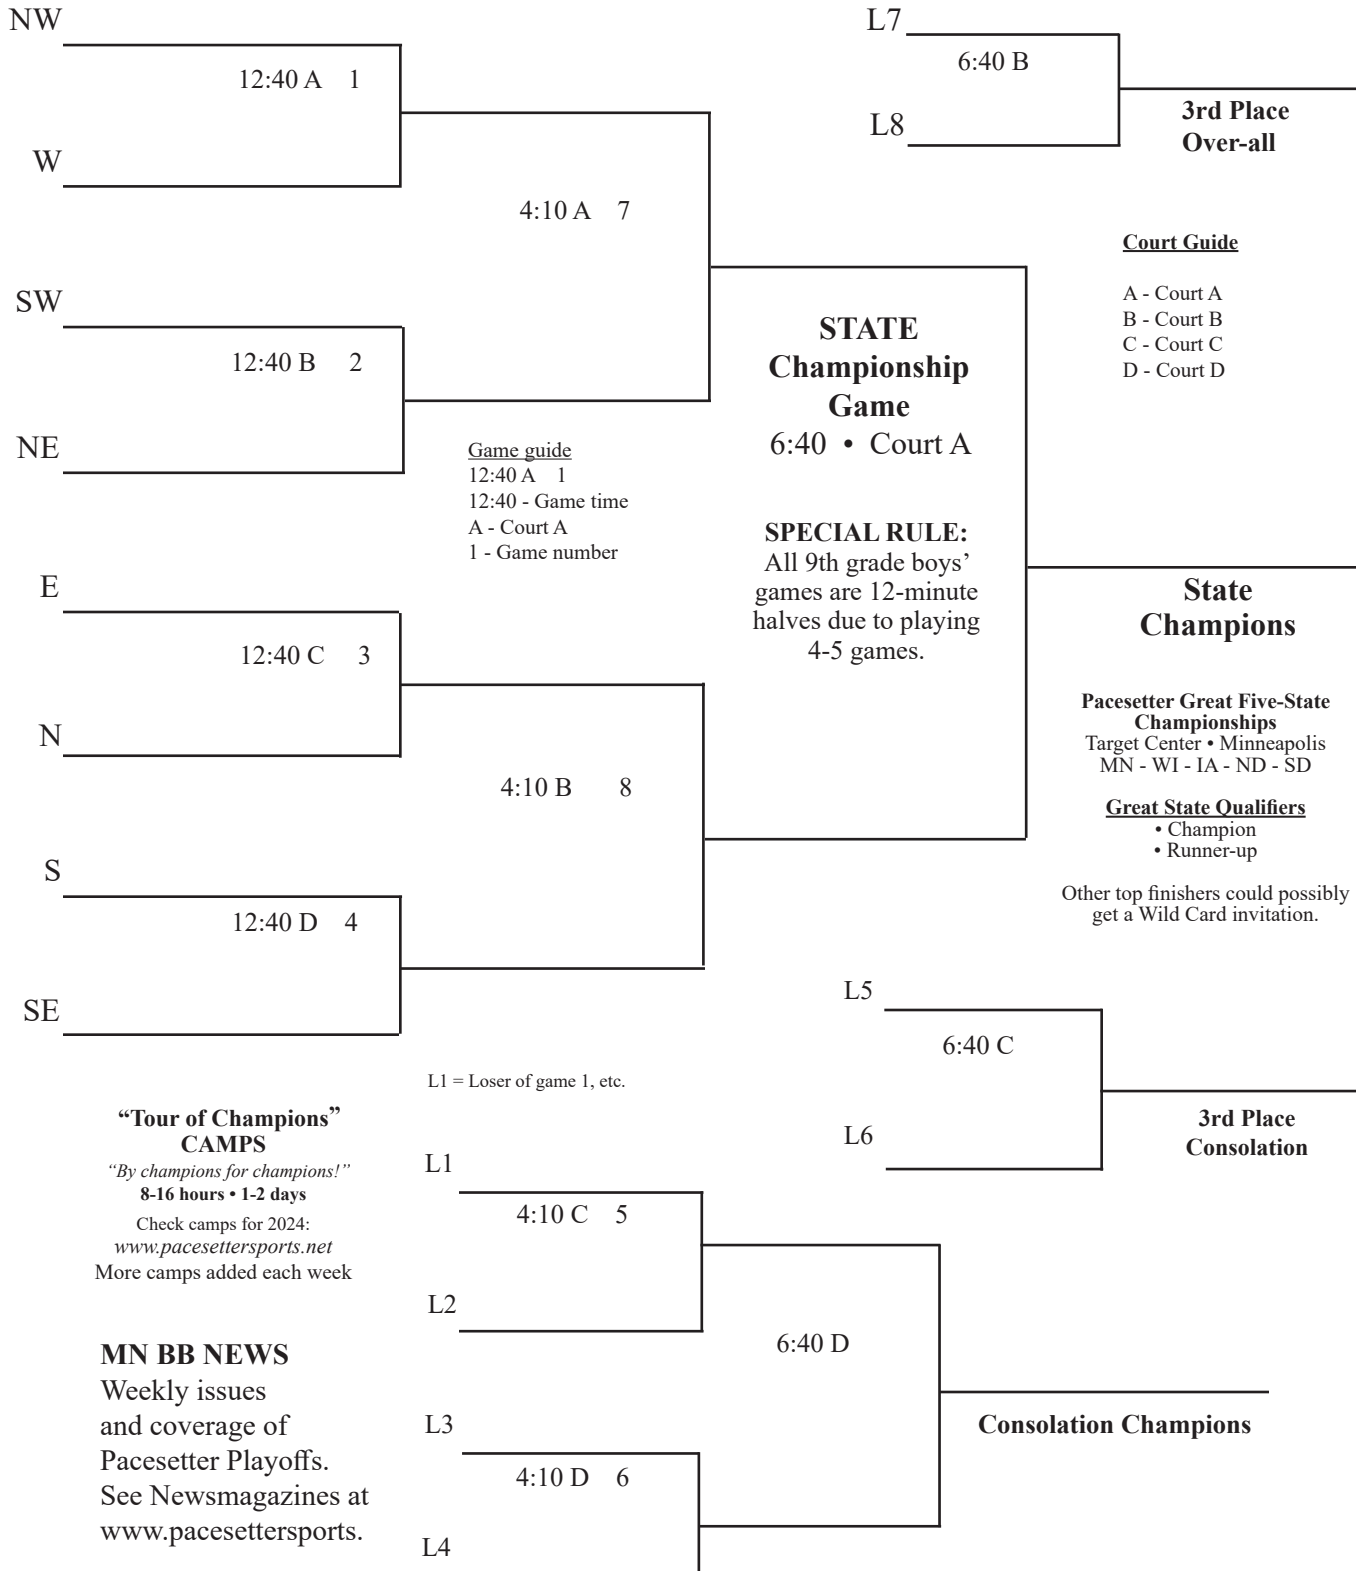 NW
12:40 A 1
W
4:10 A 7
SW
12:40 B 2
NE
Game guide
12:40 A 1
12:40 - Game time
A - Court A
1 - Game number
E
12:40 C 3
N
4:10 B 8
S
12:40 D 4
SE
STATE
Championship
Game
6:40 • Court A
SPECIAL RULE:
All 9th grade boys’
games are 12-minute
halves due to playing
4-5 games.
L7
6:40 B
L8
3rd Place
Over-all
Court Guide
A - Court A
B - Court B
C - Court C
D - Court D
State
Champions
Pacesetter Great Five-State
Championships
Target Center • Minneapolis
MN - WI - IA - ND - SD
Great State Qualifiers
• Champion
• Runner-up
Other top finishers could possibly
get a Wild Card invitation.
L5
6:40 C
L6
3rd Place
Consolation
L1 = Loser of game 1, etc.
“Tour of Champions”
CAMPS
“By champions for champions!”
8-16 hours • 1-2 days
Check camps for 2024:
www.pacesettersports.net
More camps added each week
MN BB NEWS
Weekly issues
and coverage of
Pacesetter Playoffs.
See Newsmagazines at
www.pacesettersports.
L1
4:10 C 5
L2
6:40 D
L3
4:10 D 6
L4
Consolation Champions